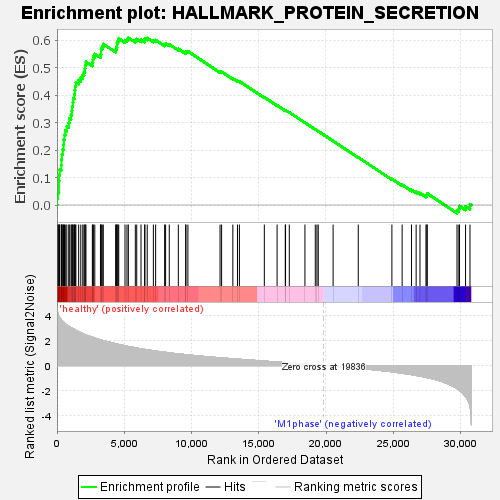 Enrichment plot: HALLMARK_PROTEIN_SECRETION
Enrichment score (ES)
0.6
0.5
0.4
0.3
0.2
0.1
0.0
'healthy' (positively correlated)
Ranked list metric (Signal2Noise)
4
2
0
-2
-4
Zero cross at 19836
'M1phase' (negatively correlated)
0
5,000
10,000
15,000
20,000
25,000
30,000
Rank in Ordered Dataset
Enrichment profile
Hits
Ranking metric scores